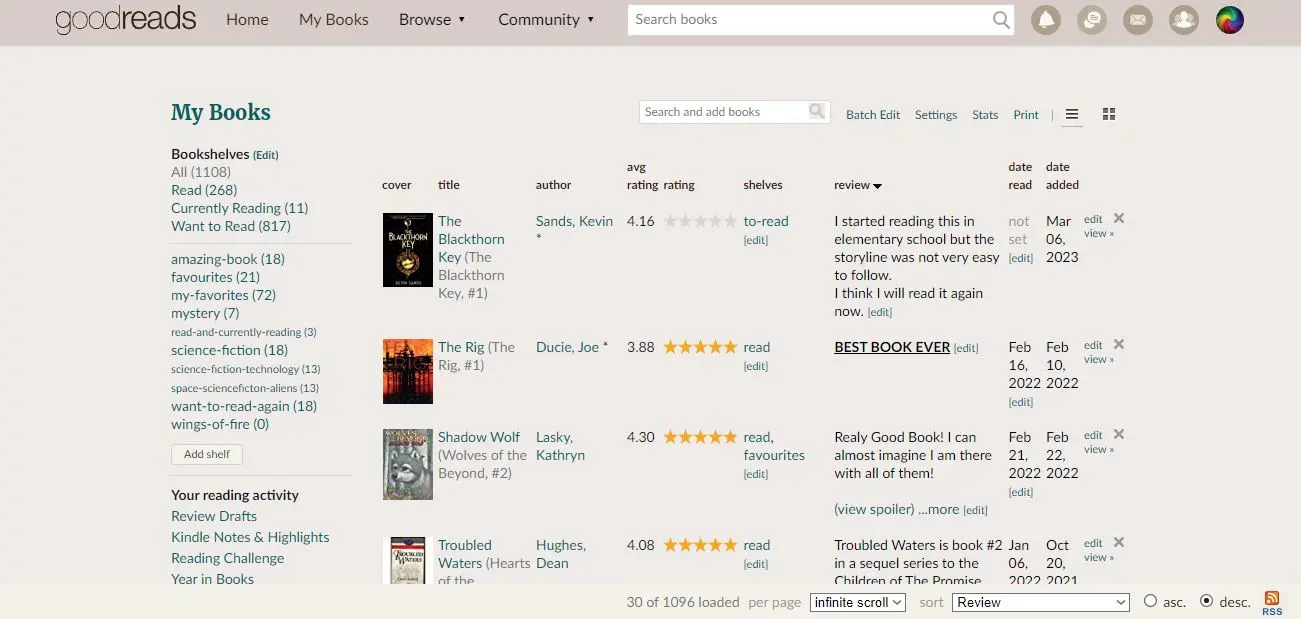 goodreads Home My Books Browse ▼ Community ▼ Search books
My Books
Search and add books Batch Edit Settings Stats Print |
Bookshelves (Edit)
All (1108)
Read (268)
Currently Reading (11)
Want to Read (817)
amazing-book (18)
favourites (21)
my-favorites (72)
mystery (7)
read-and-currently-reading (3)
science-fiction (18)
science-fiction-technology (13)
space-scienceficton-aliens (13)
want-to-read-again (18)
wings-of-fire (0)
Add shelf
Your reading activity
Review Drafts
Kindle Notes & Highlights
Reading Challenge
Year in Books
cover title author avg rating rating shelves review date read date added
THE BLACKTHORN KEY
KEVIN SANDS
The
Blackthorn
Key (The
Blackthorn
Key, #1)
Sands, Kevin
*
4.16
to-read
[edit]
I started reading this in
elementary school but the
storyline was not very easy
to follow.
I think I will read it again
now. [edit]
not
set
[edit]
Mar
06,
2023
edit
view »
The Rig (The
Rig, #1)
Ducie, Joe *
3.88
read
[edit]
BEST BOOK EVER [edit]
Feb
16,
2022
[edit]
Feb
10,
2022
edit
view »
Shadow Wolf
(Wolves of the
Beyond, #2)
Lasky,
Kathryn
4.30
read,
favourites
[edit]
Realy Good Book! I can
almost imagine I am there
with all of them!
(view spoiler) ...more [edit]
Feb
21,
2022
[edit]
Feb
22,
2022
edit
view »
TROUBLED WATERS
Troubled
Waters (Hearts
of the
Hughes,
Dean
4.08
read
[edit]
Troubled Waters is book #2
in a sequel series to the
Children of The Promise
Jan
06,
2022
Oct
20,
2021
edit
view »
30 of 1096 loaded per page infinite scroll sort Review asc. desc. RSS